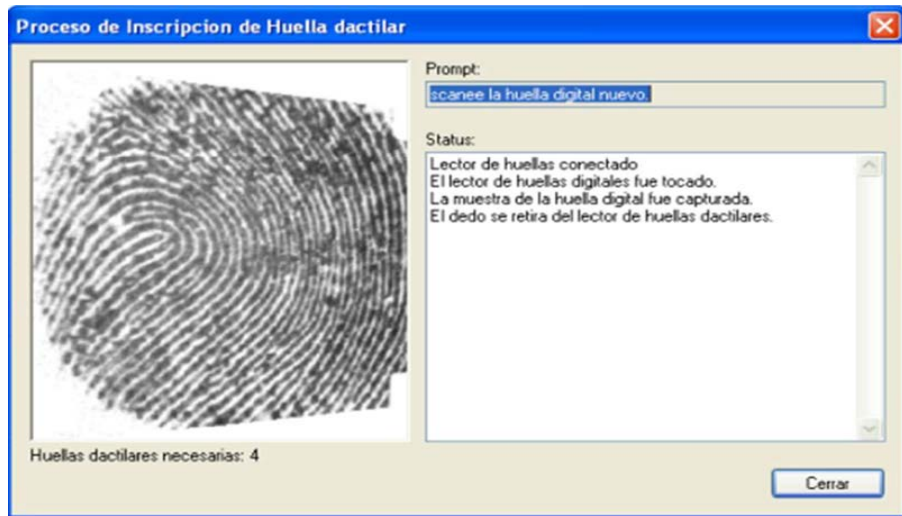 Proceso de Inscripcion de Huella dactilar
Prompt:
scanee la huella digital nuevo.
Status:
Lector de huellas conectado
El lector de huellas digitales fue tocado.
La muestra de la huella digital fue capturada.
El dedo se retira del lector de huellas dactilares.
Huellas dactilares necesarias: 4
Cerrar